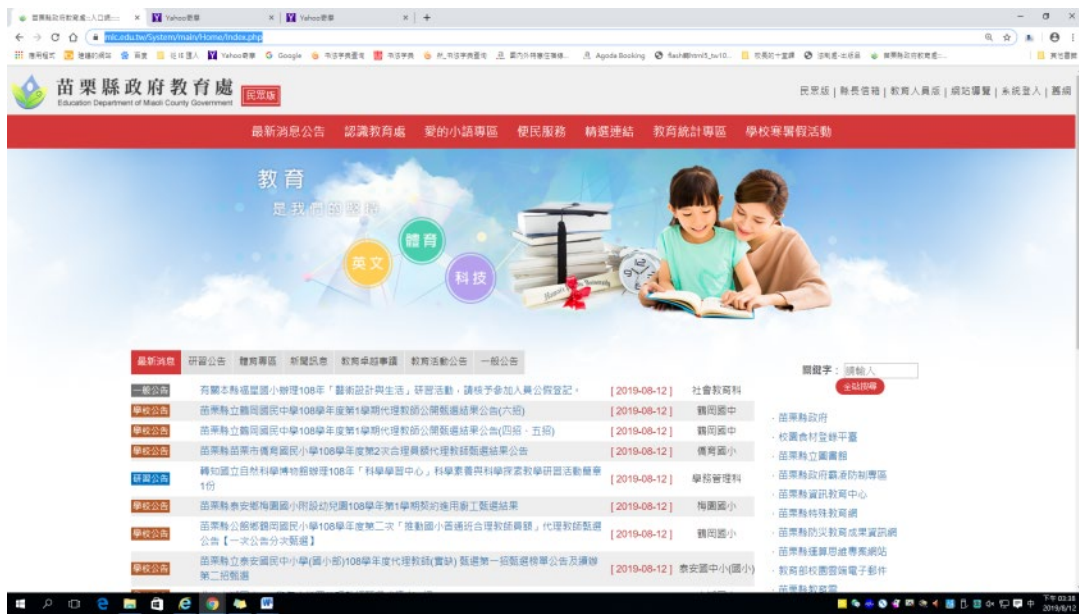 苗栗縣政府教育處::人口網::...
Yahoo奇摩
Yahoo奇摩
mlc.edu.tw/System/main/Home/Index.php
應用程式
百度
Yahoo奇摩
Google
Agoda Booking
苗栗縣政府教育處::...
苗栗縣政府教育處
Education Department of Miaoli County Government
民眾版
民眾版 | 縣長信箱 | 教育人員版 | 網站導覽 | 系統登入 | 舊網
最新消息公告 認識教育處 愛的小語專區 便民服務 精選連結 教育統計專區 學校寒暑假活動
教育
是我們的堅持
體育
英文
科技
最新消息 研習公告 體育專區 新聞訊息 教育卓越事蹟 教育活動公告 一般公告
關鍵字: 請輸入
全站搜尋
一般公告 有關本縣福星國小辦理108年「藝術設計與生活」研習活動,請核予參加人員公假登記。 [ 2019-08-12 ] 社會教育科
學校公告 苗栗縣立鶴岡國民中學108學年度第1學期代理教師公開甄選結果公告(六招) [ 2019-08-12 ] 鶴岡國中
學校公告 苗栗縣立鶴岡國民中學108學年度第1學期代理教師公開甄選結果公告(四招、五招) [ 2019-08-12 ] 鶴岡國中
學校公告 苗栗縣苗栗市僑育國民小學108學年度第2次合理員額代理教師甄選結果公告 [ 2019-08-12 ] 僑育國小
研習公告 轉知國立自然科學博物館辦理108年「科學學習中心」科學素養與科學探索教學研習活動簡章
1份 [ 2019-08-12 ] 學務管理科
學校公告 苗栗縣泰安鄉梅園國小附設幼兒園108學年第1學期契約進用廚工甄選結果 [ 2019-08-12 ] 梅園國小
學校公告 苗栗縣公館鄉鶴岡國民小學108學年度第二次「推動國小普通班合理教師員額」代理教師甄選
公告【一次公告分次甄選】 [ 2019-08-12 ] 鶴岡國小
學校公告 苗栗縣立泰安國民中小學(國小部)108學年度代理教師(實缺) 甄選第一招甄選榜單公告及續辦
第二招甄選 [ 2019-08-12 ] 泰安國中小(國小)
· 苗栗縣政府
· 校園食材登錄平臺
· 苗栗縣立圖書館
· 苗栗縣政府霸凌防制專區
· 苗栗縣資訊教育中心
· 苗栗縣特殊教育網
· 苗栗縣防災教育成果資訊網
· 苗栗縣運算思維專案網站
· 教育部校園雲端電子郵件
下午 03:38
2019/8/12